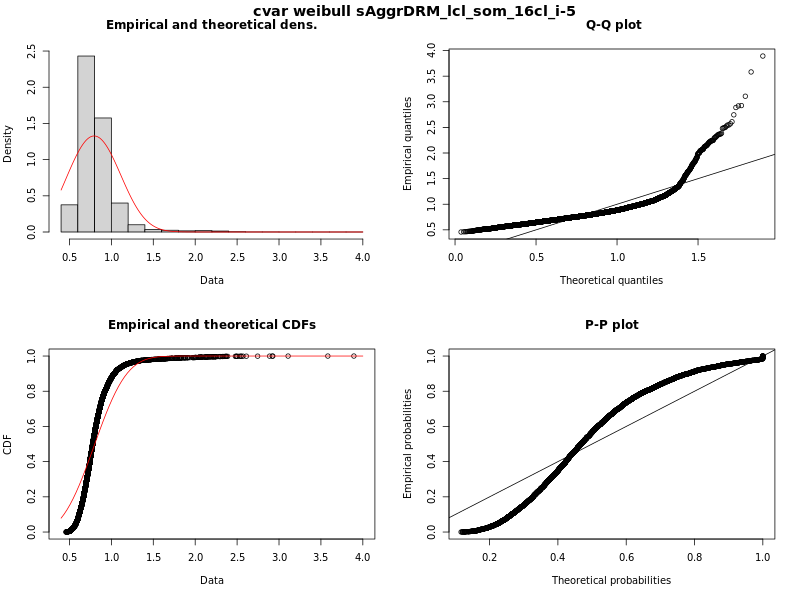 cvar weibull sAggrDRM_lcl_som_16cl_i-5
Empirical and theoretical dens.
Density
0.0 0.5 1.0 1.5 2.0 2.5
0.5 1.0 1.5 2.0 2.5 3.0 3.5 4.0
Data
Q-Q plot
Empirical quantiles
0.5 1.0 1.5 2.0 2.5 3.0 3.5 4.0
0.0 0.5 1.0 1.5
Theoretical quantiles
Empirical and theoretical CDFs
CDF
0.0 0.2 0.4 0.6 0.8 1.0
0.5 1.0 1.5 2.0 2.5 3.0 3.5 4.0
Data
P-P plot
Empirical probabilities
0.0 0.2 0.4 0.6 0.8 1.0
0.2 0.4 0.6 0.8 1.0
Theoretical probabilities